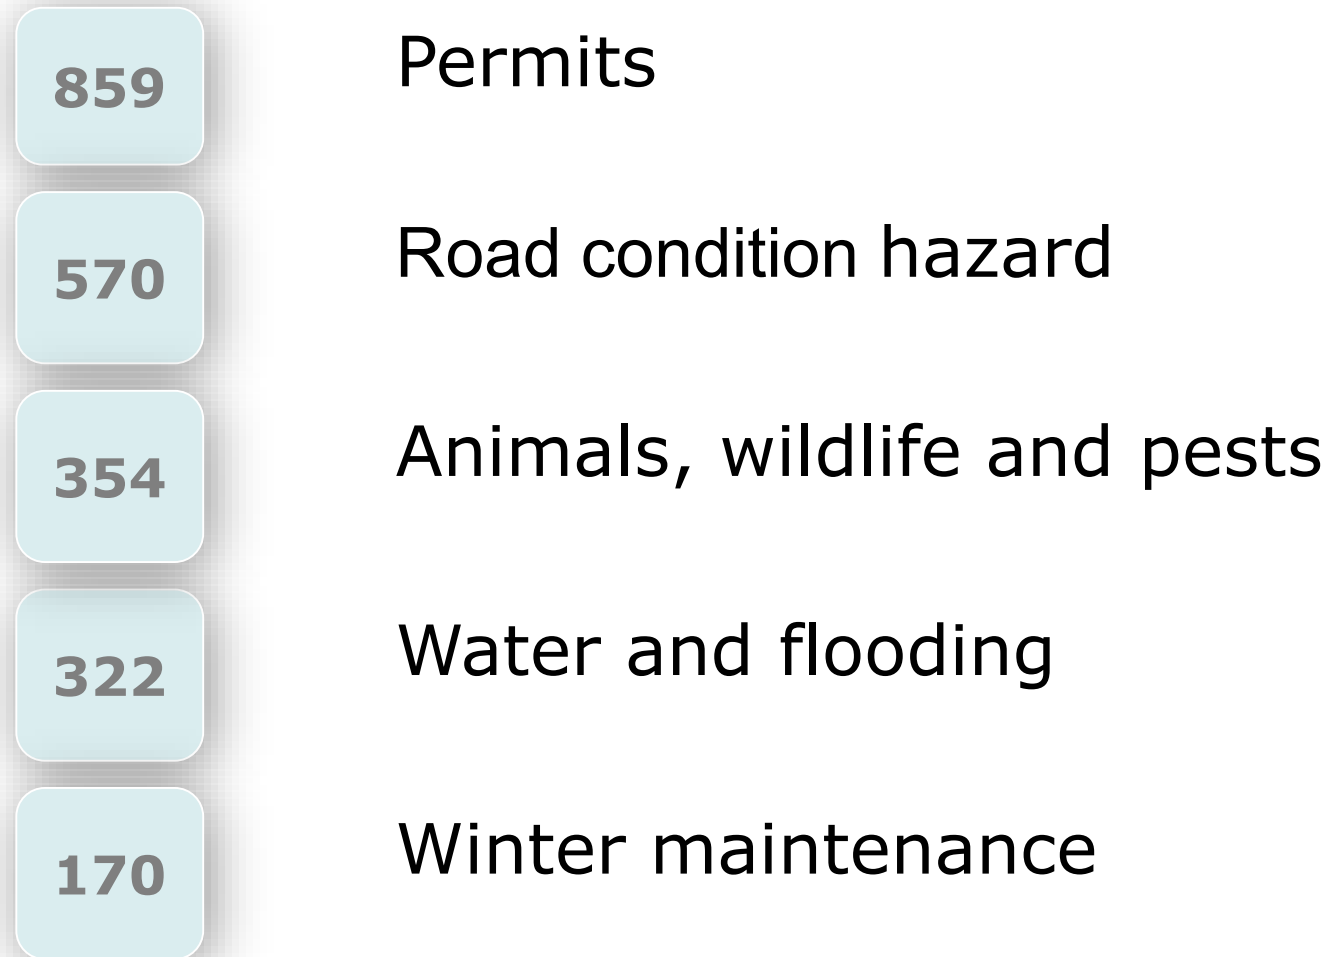 859 Permits
570 Road condition hazard
354 Animals, wildlife and pests
322 Water and flooding
170 Winter maintenance